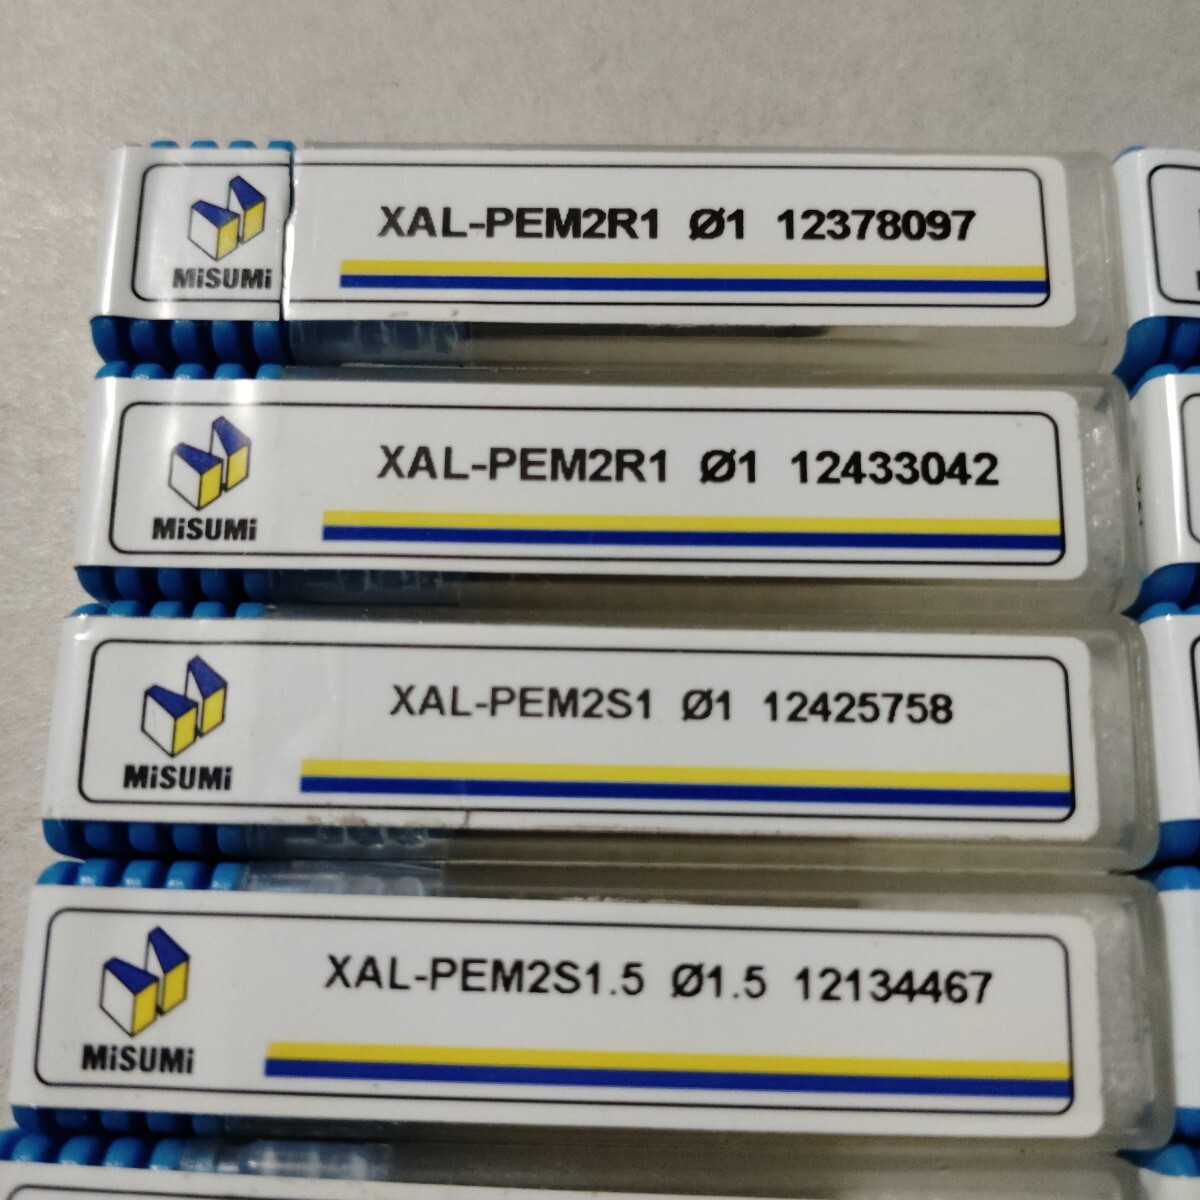 XAL-PEM2R1 Ø1 12378097
MiSUMi
XAL-PEM2R1 Ø1 12433042
MiSUMi
XAL-PEM2S1 Ø1 12425758
MiSUMi
XAL-PEM2S1.5 Ø1.5 12134467
MiSUMi